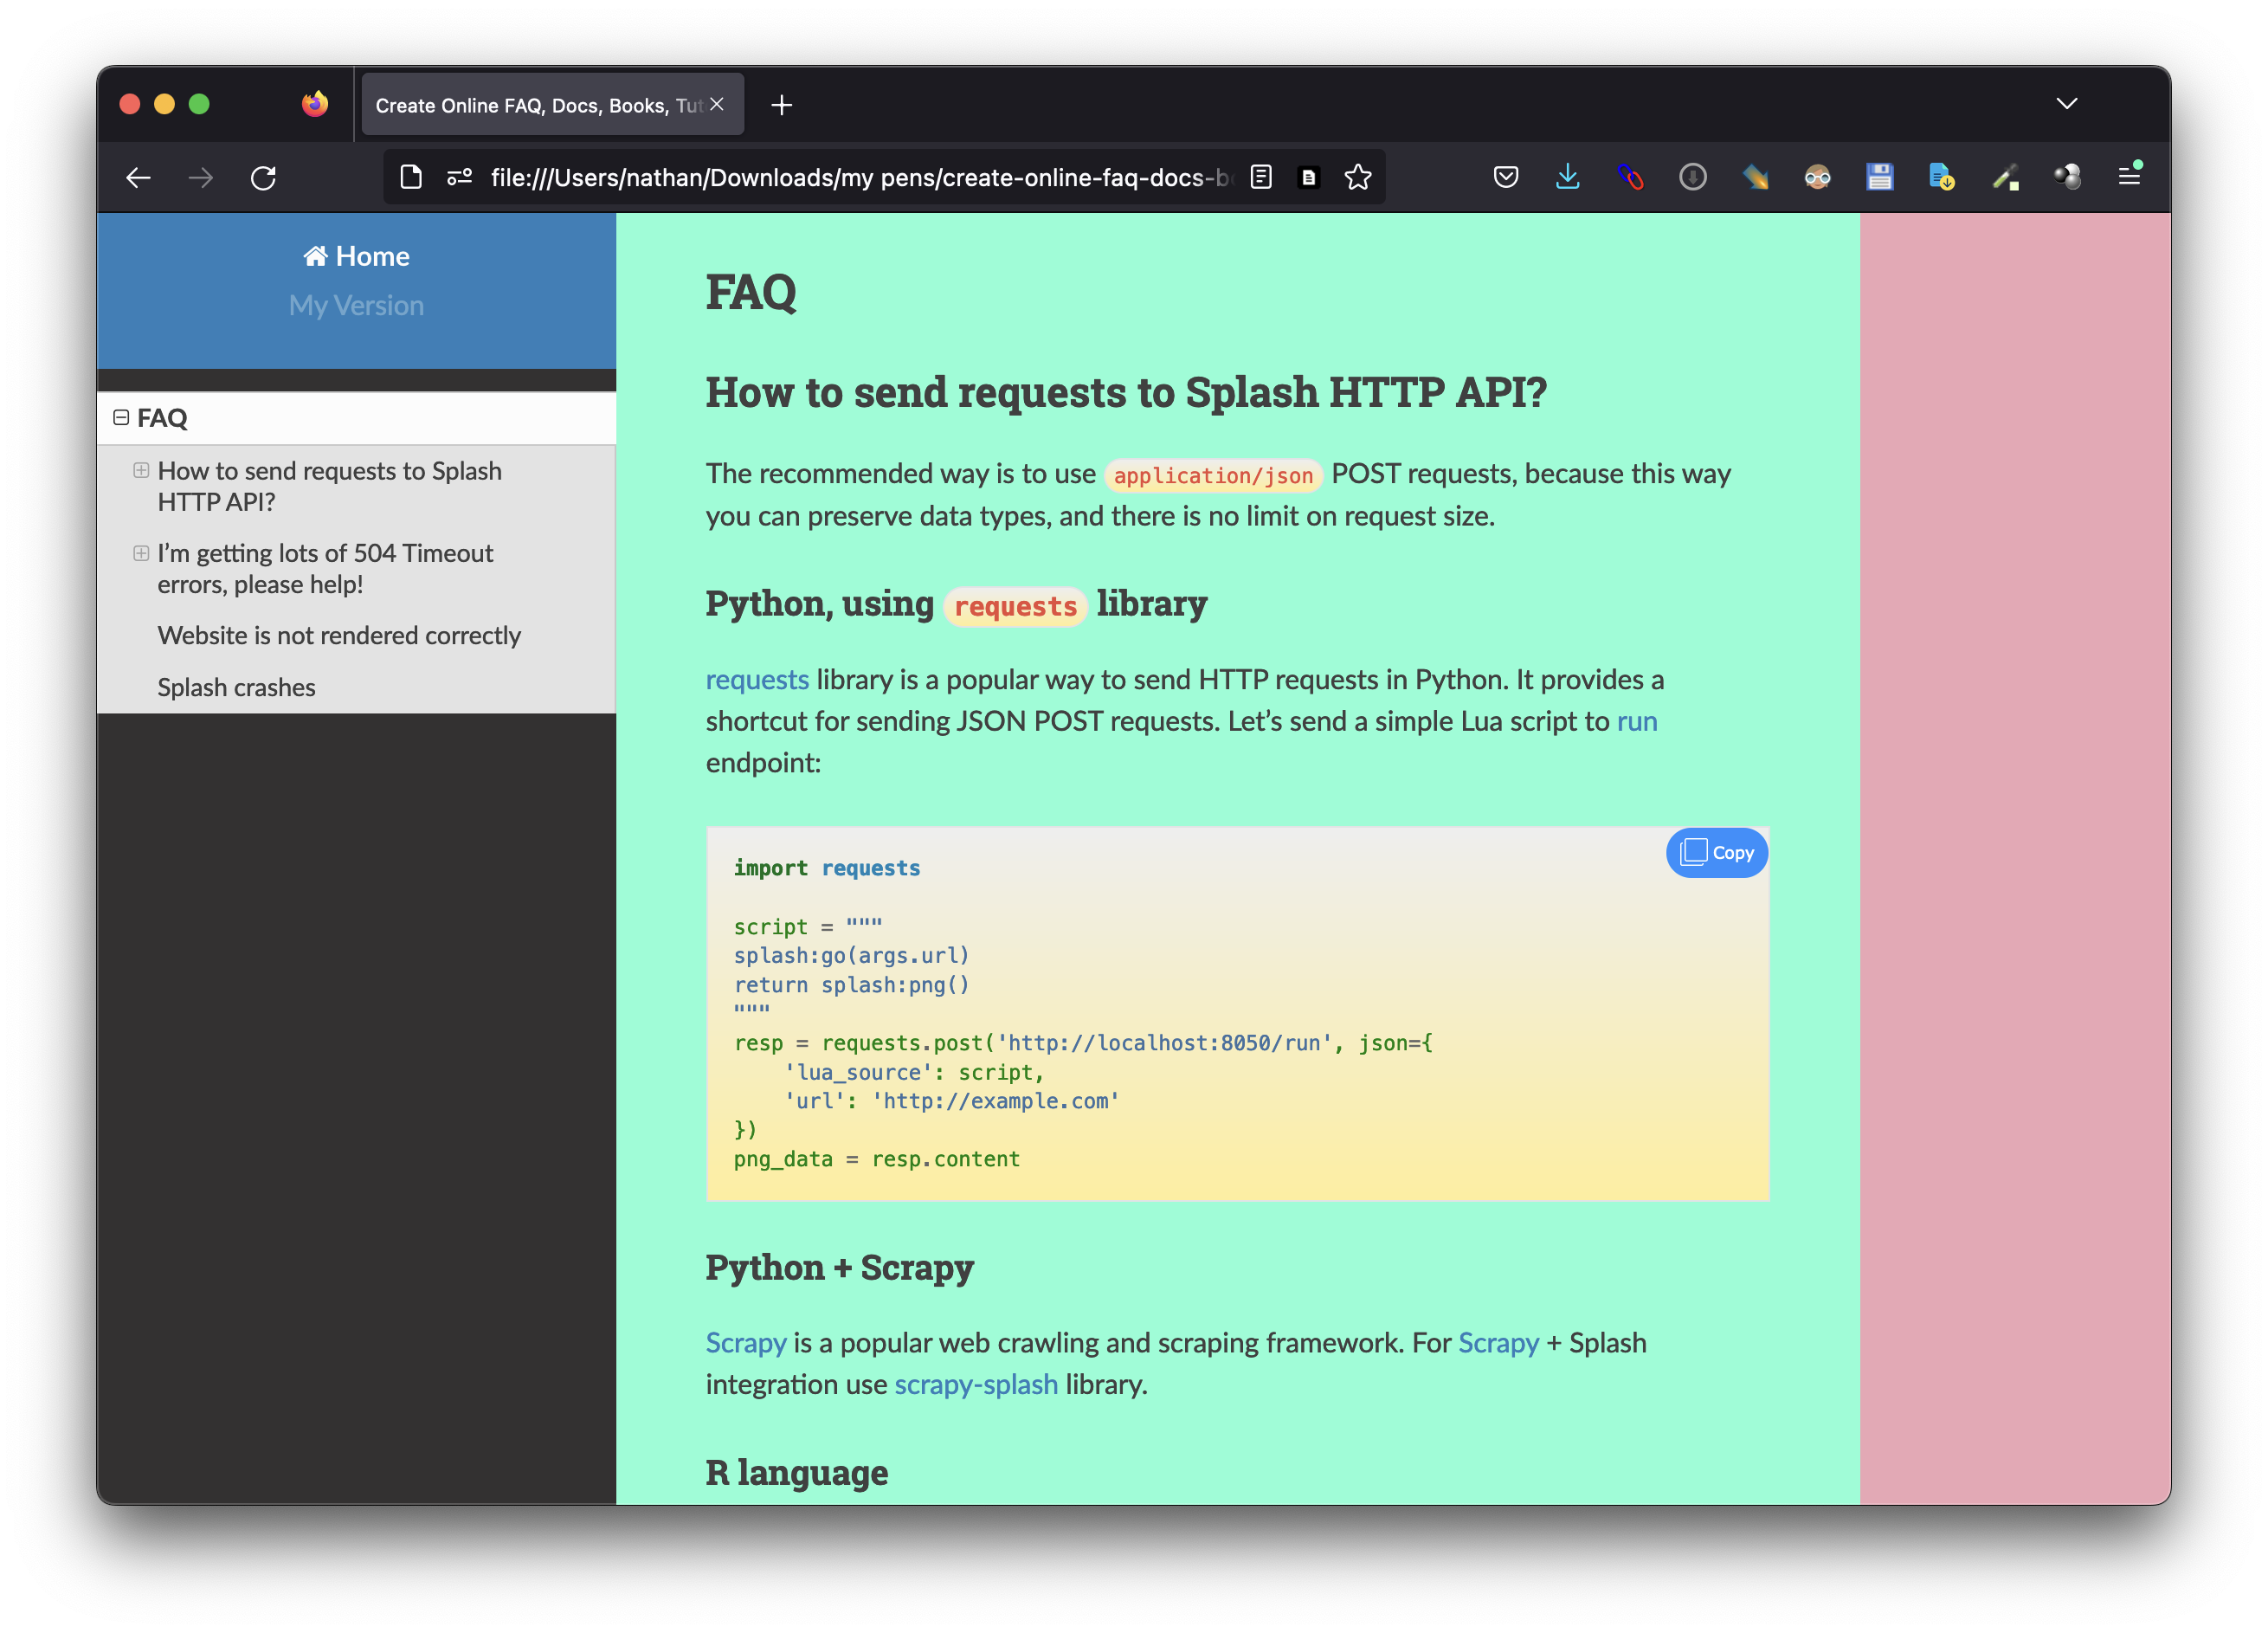 Create Online FAQ, Docs, Books, Tut
file:///Users/nathan/Downloads/my pens/create-online-faq-docs-b
Home
My Version
FAQ
How to send requests to Splash
HTTP API?
I’m getting lots of 504 Timeout
errors, please help!
Website is not rendered correctly
Splash crashes
FAQ
How to send requests to Splash HTTP API?
The recommended way is to use application/json POST requests, because this way
you can preserve data types, and there is no limit on request size.
Python, using requests library
requests library is a popular way to send HTTP requests in Python. It provides a
shortcut for sending JSON POST requests. Let’s send a simple Lua script to run
endpoint:
Copy
import requests
script = """
splash:go(args.url)
return splash:png()
"""
resp = requests.post('http://localhost:8050/run', json={
    'lua_source': script,
    'url': 'http://example.com'
})
png_data = resp.content
Python + Scrapy
Scrapy is a popular web crawling and scraping framework. For Scrapy + Splash
integration use scrapy-splash library.
R language